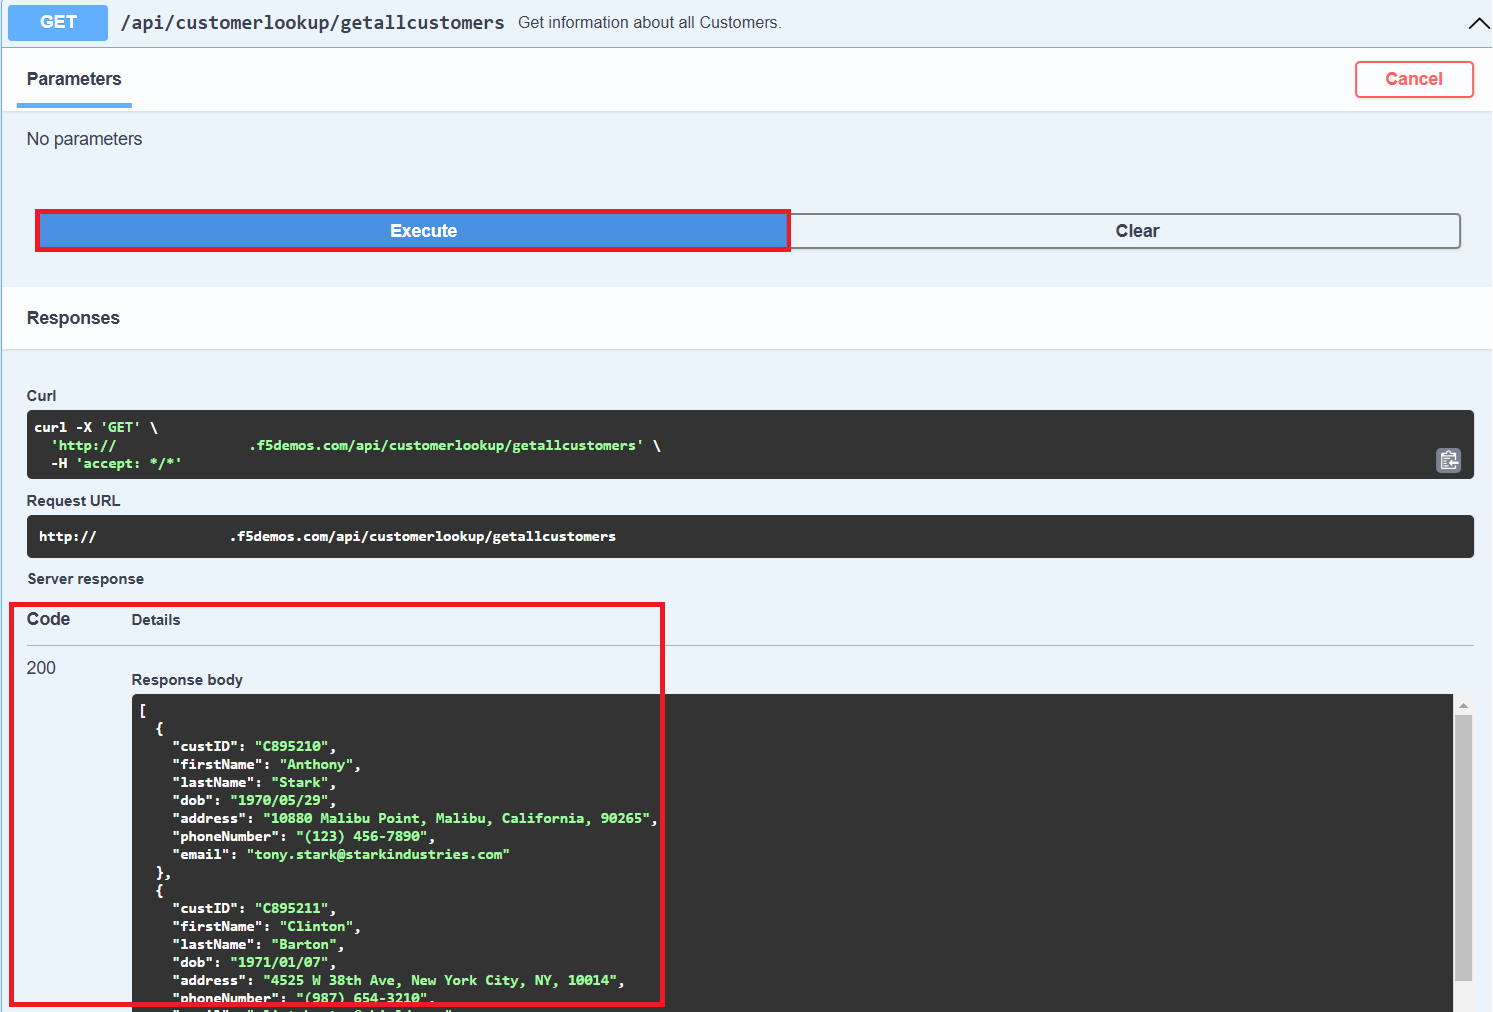 GET /api/customerlookup/getallcustomers Get information about all Customers.
Parameters
Cancel
No parameters
Execute
Clear
Responses
Curl
curl -X 'GET' \
'http:// .f5demos.com/api/customerlookup/getallcustomers' \
-H 'accept: */*'
Request URL
http:// .f5demos.com/api/customerlookup/getallcustomers
Server response
Code Details
200
Response body
[
{
"custID": "C895210",
"firstName": "Anthony",
"lastName": "Stark",
"dob": "1970/05/29",
"address": "10880 Malibu Point, Malibu, California, 90265",
"phoneNumber": "(123) 456-7890",
"email": "tony.stark@starkindustries.com"
},
{
"custID": "C895211",
"firstName": "Clinton",
"lastName": "Barton",
"dob": "1971/01/07",
"address": "4525 W 38th Ave, New York City, NY, 10014",
"phoneNumber": "(987) 654-3210",